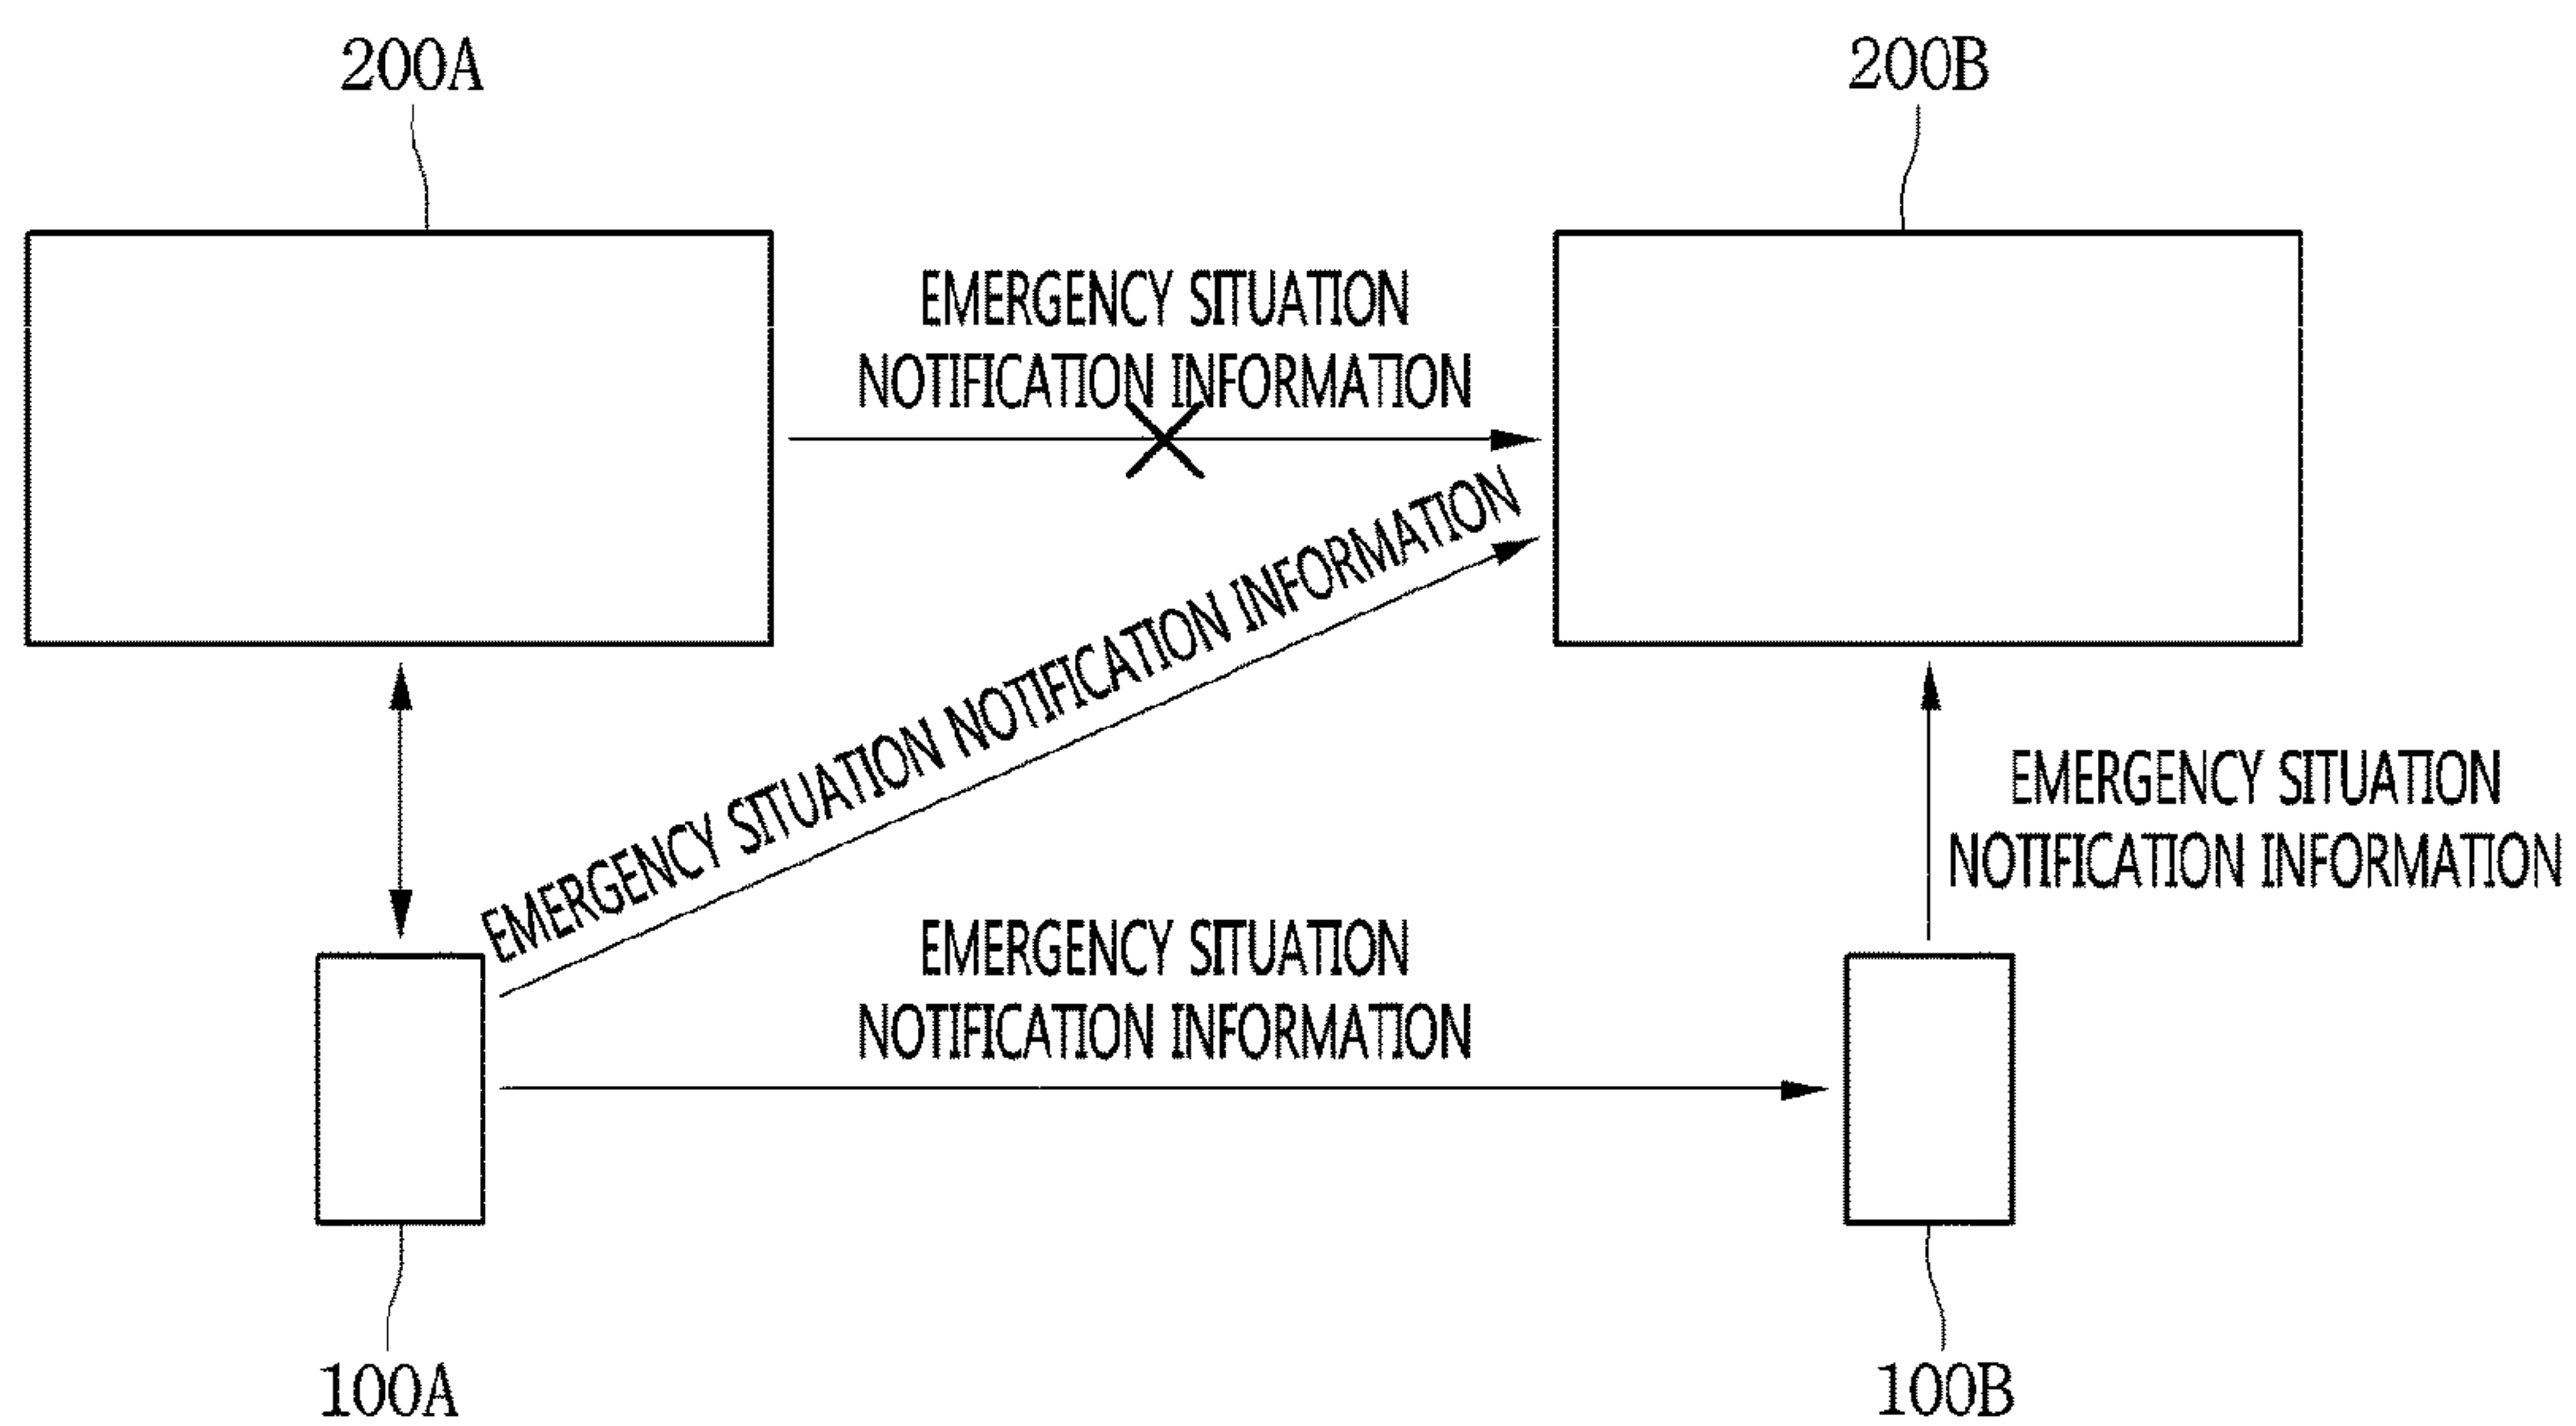 200A
200B
EMERGENCY SITUATION
NOTIFICATION INFORMATION
EMERGENCY SITUATION NOTIFICATION INFORMATION
EMERGENCY SITUATION
NOTIFICATION INFORMATION
EMERGENCY SITUATION
NOTIFICATION INFORMATION
100A
100B